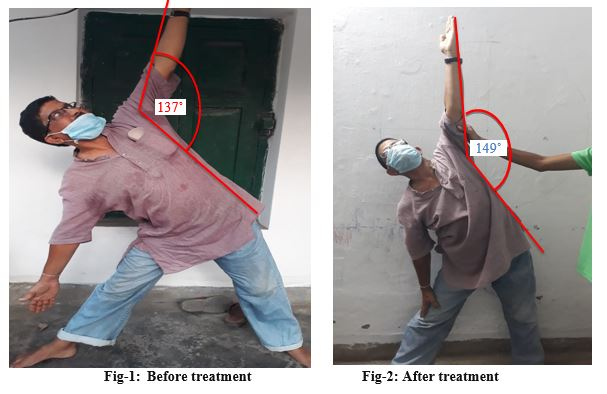 137˚
149˚
Fig-1: Before treatment
Fig-2: After treatment